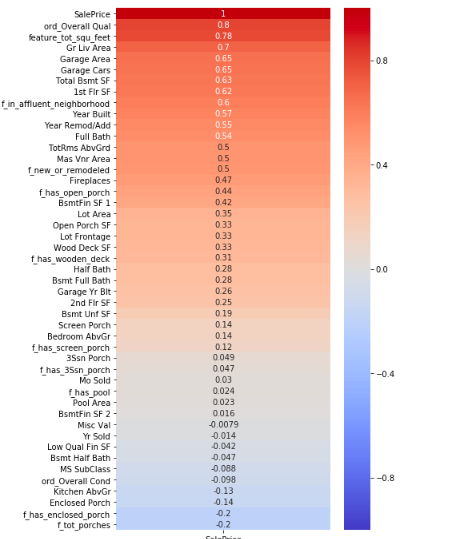 SalePrice 1
ord_Overall Qual 0.8
feature_tot_squ_feet 0.78
Gr Liv Area 0.7
Garage Area 0.65
Garage Cars 0.65
Total Bsmt SF 0.63
1st Flr SF 0.62
f_in_affluent_neighborhood 0.6
Year Built 0.57
Year Remod/Add 0.55
Full Bath 0.54
TotRms AbvGrd 0.5
Mas Vnr Area 0.5
f_new_or_remodeled 0.5
Fireplaces 0.47
f_has_open_porch 0.44
BsmtFin SF 1 0.42
Lot Area 0.35
Open Porch SF 0.33
Lot Frontage 0.33
Wood Deck SF 0.33
f_has_wooden_deck 0.31
Half Bath 0.28
Bsmt Full Bath 0.28
Garage Yr Blt 0.26
2nd Flr SF 0.25
Bsmt Unf SF 0.19
Screen Porch 0.14
Bedroom AbvGr 0.14
f_has_screen_porch 0.12
3Ssn Porch 0.049
f_has_3Ssn_porch 0.047
Mo Sold 0.03
f_has_pool 0.024
Pool Area 0.023
BsmtFin SF 2 0.016
Misc Val -0.0079
Yr Sold -0.014
Low Qual Fin SF -0.042
Bsmt Half Bath -0.047
MS SubClass -0.088
ord_Overall Cond -0.098
Kitchen AbvGr -0.13
Enclosed Porch -0.14
f_has_enclosed_porch -0.2
f_tot_porches -0.2
SalePrice
0.8
0.4
0.0
−0.4
−0.8